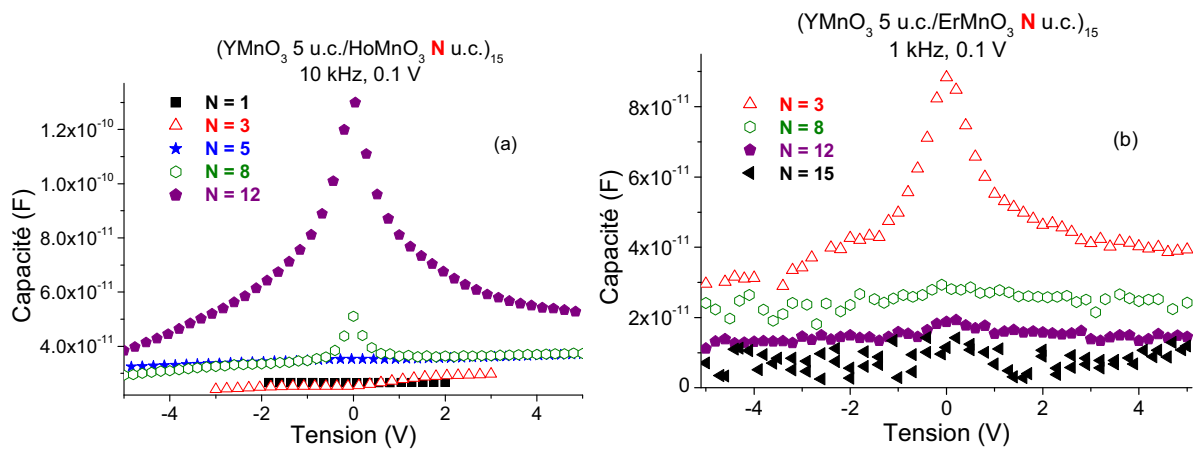 (YMnO₃ 5 u.c./HoMnO₃ N u.c.)₁₅
10 kHz, 0.1 V
N = 1
N = 3
N = 5
N = 8
N = 12
(a)
1.2x10⁻¹⁰
1.0x10⁻¹⁰
8.0x10⁻¹¹
6.0x10⁻¹¹
4.0x10⁻¹¹
Capacité (F)
-4 -2 0 2 4
Tension (V)
(YMnO₃ 5 u.c./ErMnO₃ N u.c.)₁₅
1 kHz, 0.1 V
N = 3
N = 8
N = 12
N = 15
(b)
8x10⁻¹¹
6x10⁻¹¹
4x10⁻¹¹
2x10⁻¹¹
0
Capacité (F)
-4 -2 0 2 4
Tension (V)